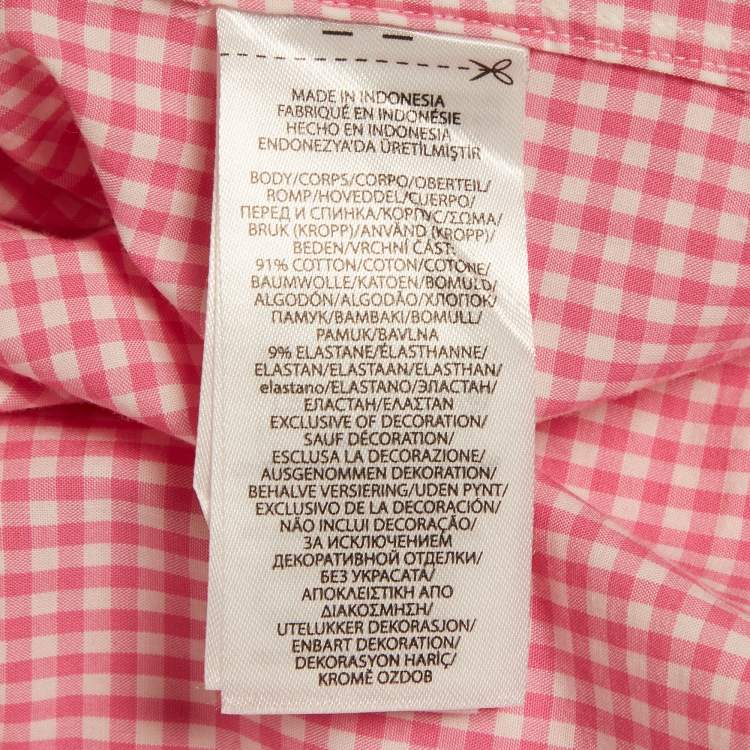 MADE IN INDONESIA
FABRIQUÉ EN INDONÉSIE
HECHO EN INDONESIA
ENDONEZYA'DA ÜRETİLMİŞTİR
BODY/CORPS/CORPO/OBERTEIL/
ROMP/HOVEDDEL/CUERPO/
ПЕРЕД И СПИНКА/КОРПУС/ΣΩΜΑ/
BRUK (KROPP)/ANVÄND (KROPP)/
BEDEN/VRCHNÍ ČÁST:
91% COTTON/COTON/COTONE/
BAUMWOLLE/KATOEN/BOMULD/
ALGODÓN/ALGODÃO/ХЛОПОК/
ПАМУК/ΒΑΜΒΑΚΙ/BOMULL/
PAMUK/BAVLNA
9% ELASTANE/ÉLASTHANNE/
ELASTAN/ELASTAAN/ELASTHAN/
elastano/ELASTANO/ЭЛАСТАН/
ЕЛАСТАН/ΕΛΑΣΤΑΝ
EXCLUSIVE OF DECORATION/
SAUF DÉCORATION/
ESCLUSA LA DECORAZIONE/
AUSGENOMMEN DEKORATION/
BEHALVE VERSIERING/UDEN PYNT/
EXCLUSIVO DE LA DECORACIÓN/
NÃO INCLUI DECORAÇÃO/
ЗА ИСКЛЮЧЕНИЕМ
ДЕКОРАТИВНОЙ ОТДЕЛКИ/
БЕЗ УКРАСАТА/
ΑΠΟΚΛΕΙΣΤΙΚΗ ΑΠΟ
ΔΙΑΚΟΣΜΗΣΗ/
UTELUKKER DEKORASJON/
ENBART DEKORATION/
DEKORASYON HARİÇ/
KROMĚ OZDOB